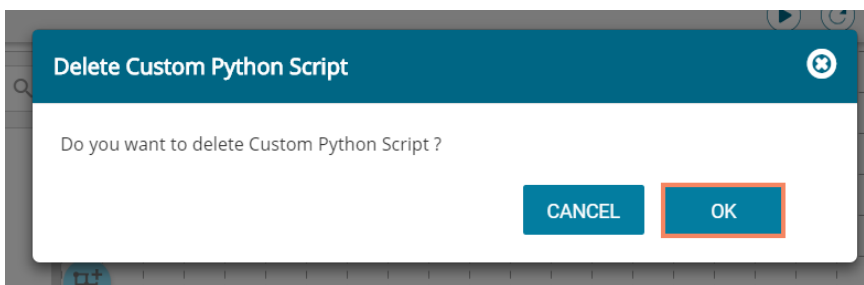 Delete Custom Python Script
Do you want to delete Custom Python Script ?
CANCEL OK